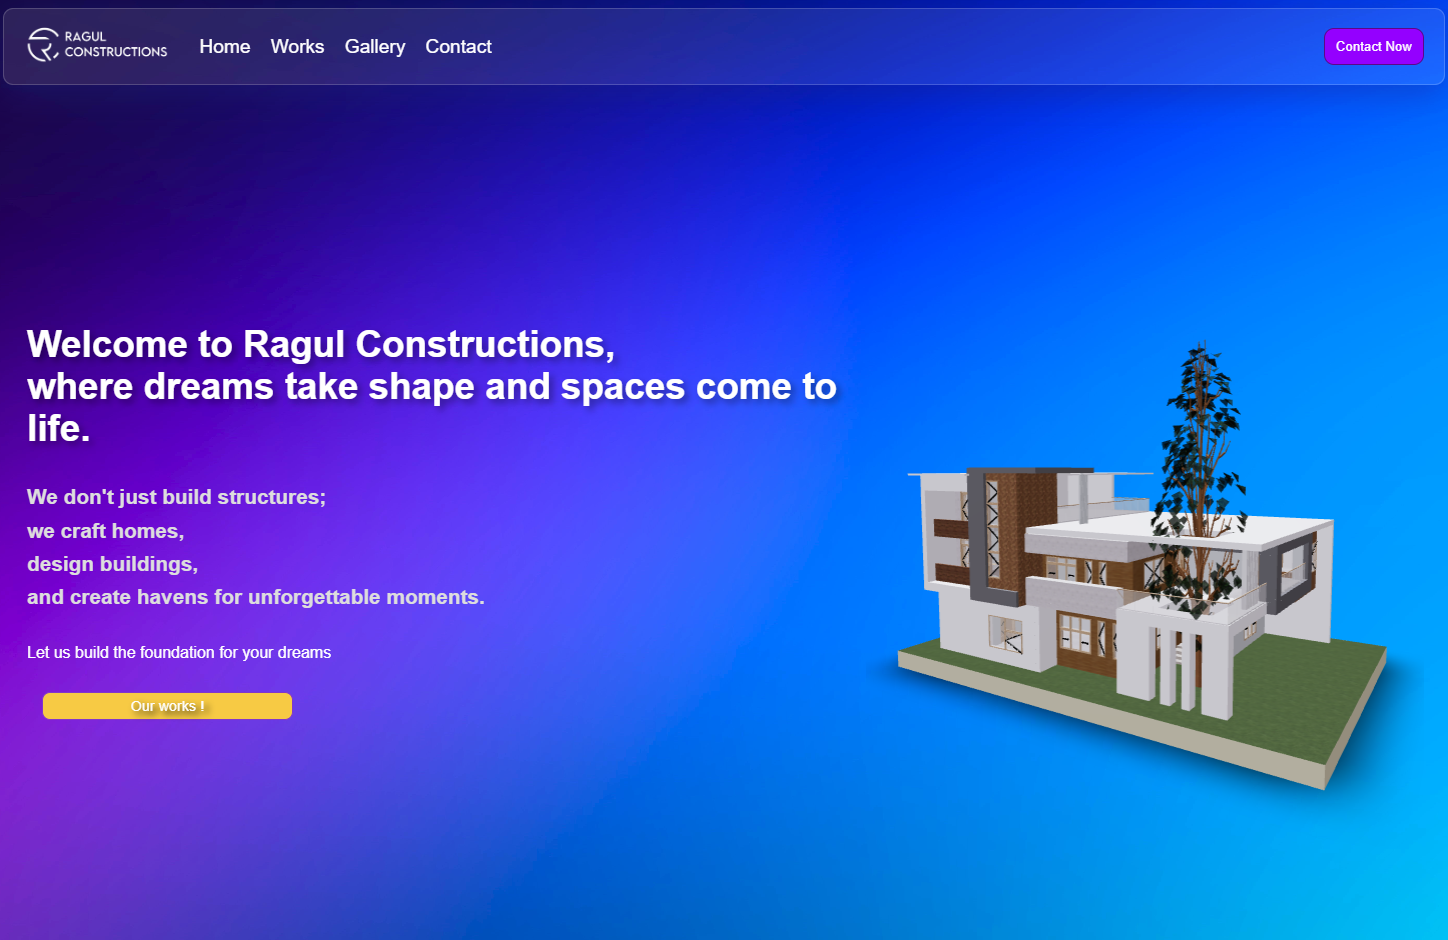 RAGUL
CONSTRUCTIONS
Home Works Gallery Contact
Contact Now
Welcome to Ragul Constructions,
where dreams take shape and spaces come to
life.
We don't just build structures;
we craft homes,
design buildings,
and create havens for unforgettable moments.
Let us build the foundation for your dreams
Our works !